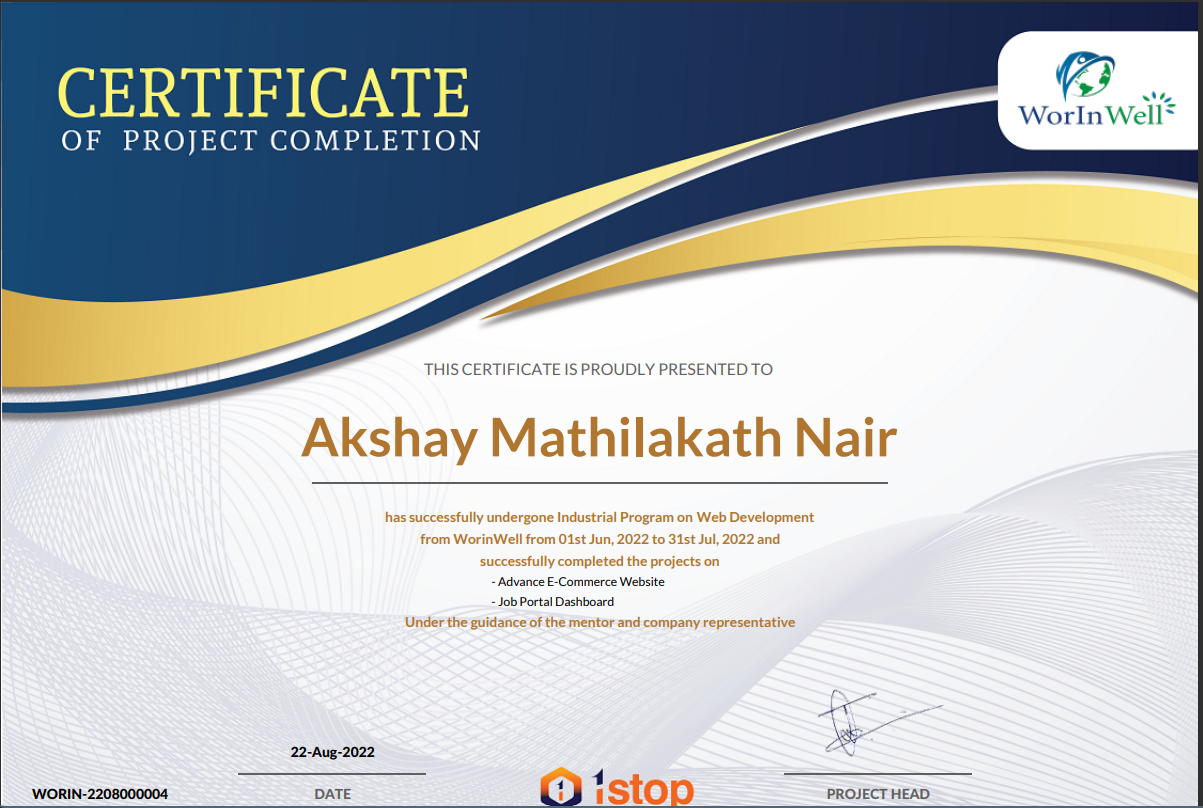 CERTIFICATE
OF PROJECT COMPLETION
WorInWell
THIS CERTIFICATE IS PROUDLY PRESENTED TO
Akshay Mathilakath Nair
has successfully undergone Industrial Program on Web Development
from WorinWell from 01st Jun, 2022 to 31st Jul, 2022 and
successfully completed the projects on
- Advance E-Commerce Website
- Job Portal Dashboard
Under the guidance of the mentor and company representative
22-Aug-2022
WORIN-2208000004
DATE
1stop
PROJECT HEAD